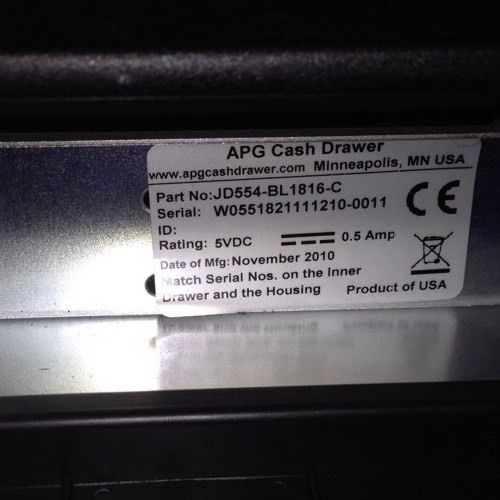 APG Cash Drawer
www.apgcashdrawer.com Minneapolis, MN USA
Part No:JD554-BL1816-C
Serial: W0551821111210-0011
ID:
Rating: 5VDC 0.5 Amp
Date of Mfg:November 2010
Match Serial Nos. on the Inner
Drawer and the Housing
Product of USA
CE